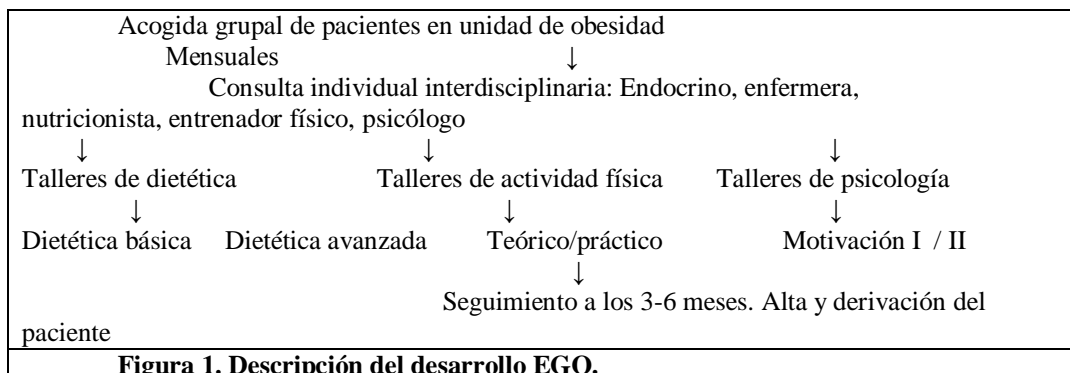 Acogida grupal de pacientes en unidad de obesidad
Mensuales ↓
Consulta individual interdisciplinaria: Endocrino, enfermera,
nutricionista, entrenador físico, psicólogo
↓ ↓ ↓
Talleres de dietética Talleres de actividad física Talleres de psicología
↓ ↓ ↓
Dietética básica Dietética avanzada Teórico/práctico Motivación I / II
↓
Seguimiento a los 3-6 meses. Alta y derivación del
paciente
Figura 1. Descripción del desarrollo EGO.